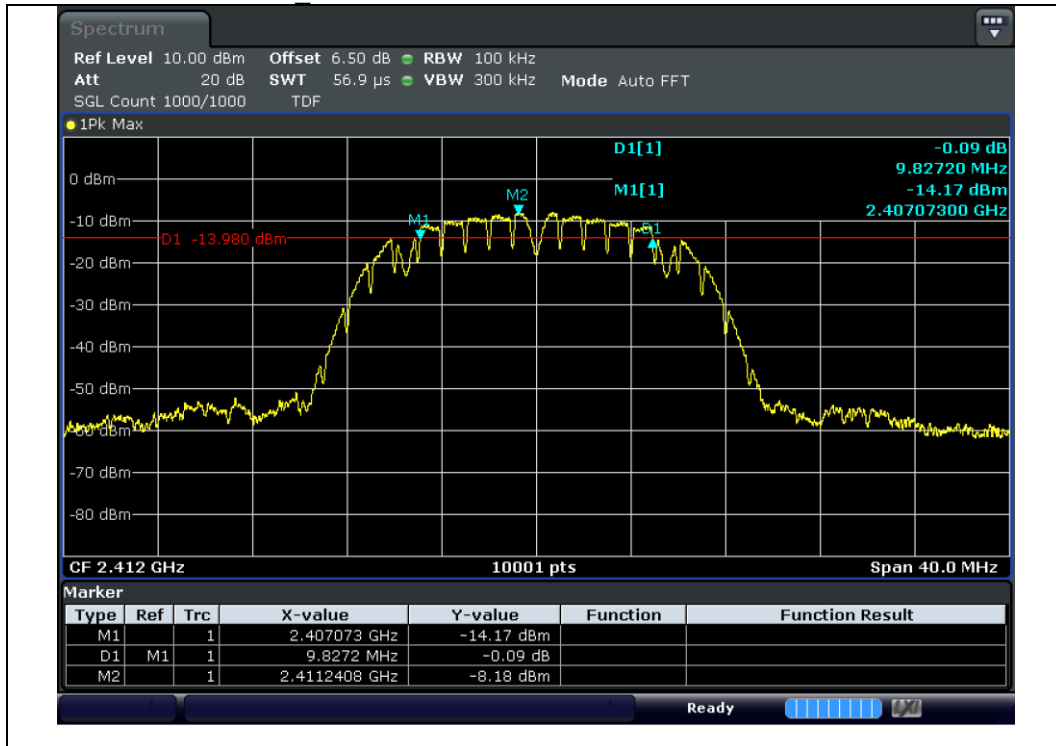 Spectrum
Ref Level 10.00 dBm Offset 6.50 dB RBW 100 kHz
Att 20 dB SWT 56.9 µs VBW 300 kHz Mode Auto FFT
SGL Count 1000/1000 TDF
1Pk Max
D1[1] -0.09 dB
9.82720 MHz
M1[1] -14.17 dBm
2.40707300 GHz
0 dBm
M2
-10 dBm
M1
D1
D1 -13.980 dBm
-20 dBm
-30 dBm
-40 dBm
-50 dBm
-60 dBm
-70 dBm
-80 dBm
CF 2.412 GHz 10001 pts Span 40.0 MHz
Marker
Type Ref Trc X-value Y-value Function Function Result
M1 1 2.407073 GHz -14.17 dBm
D1 M1 1 9.8272 MHz -0.09 dB
M2 1 2.4112408 GHz -8.18 dBm
Ready LXI